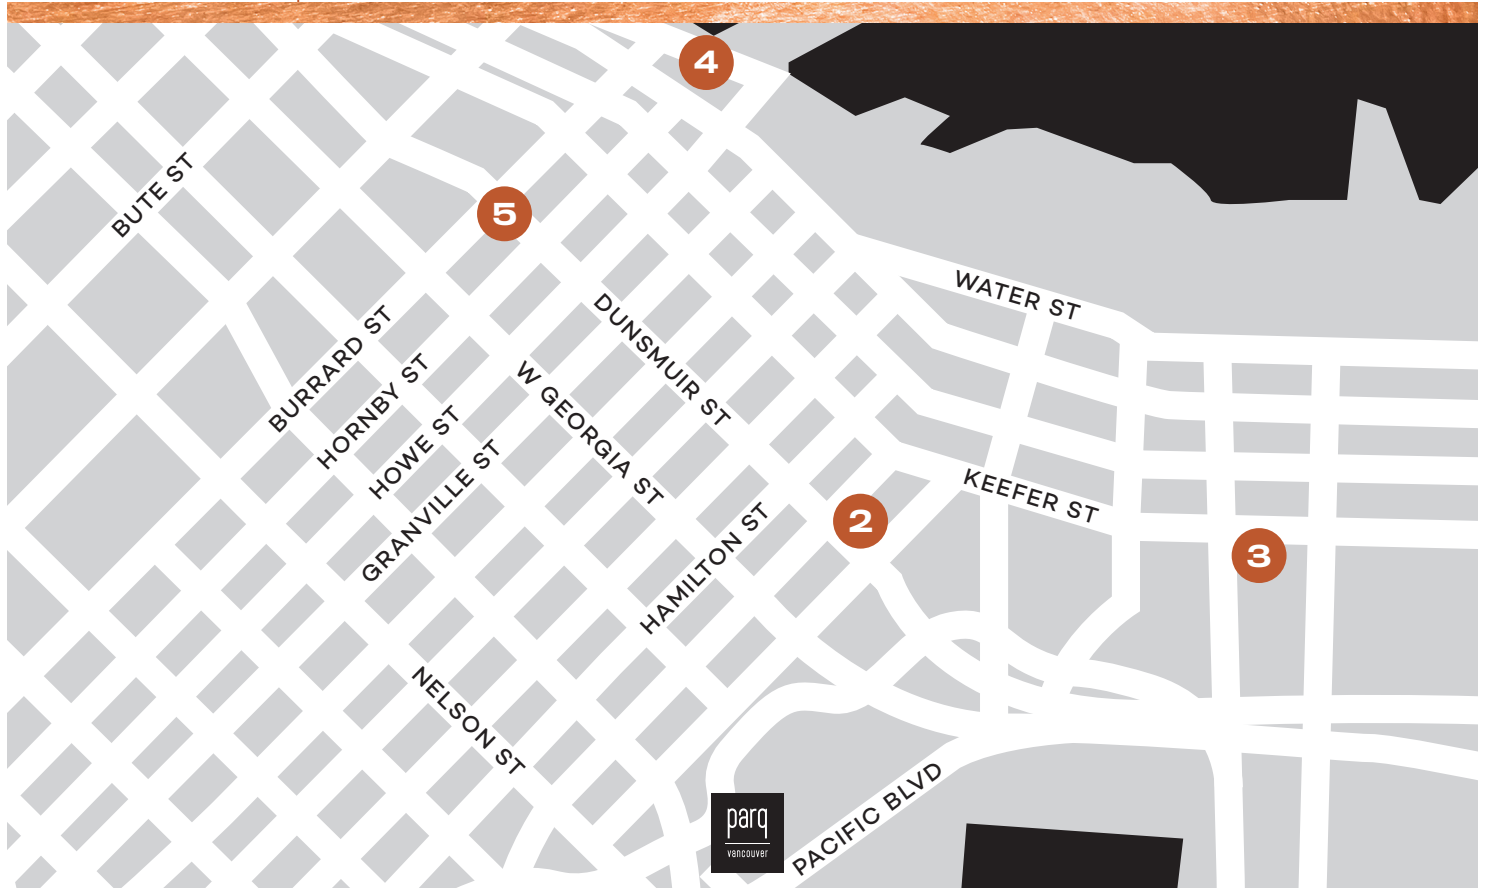 4
BUTE ST
5
WATER ST
DUNSMUIR ST
BURRARD ST
HORNBY ST
W GEORGIA ST
HOWE ST
GRANVILLE ST
KEEFER ST
2
HAMILTON ST
3
NELSON ST
PACIFIC BLVD
parq
vancouver